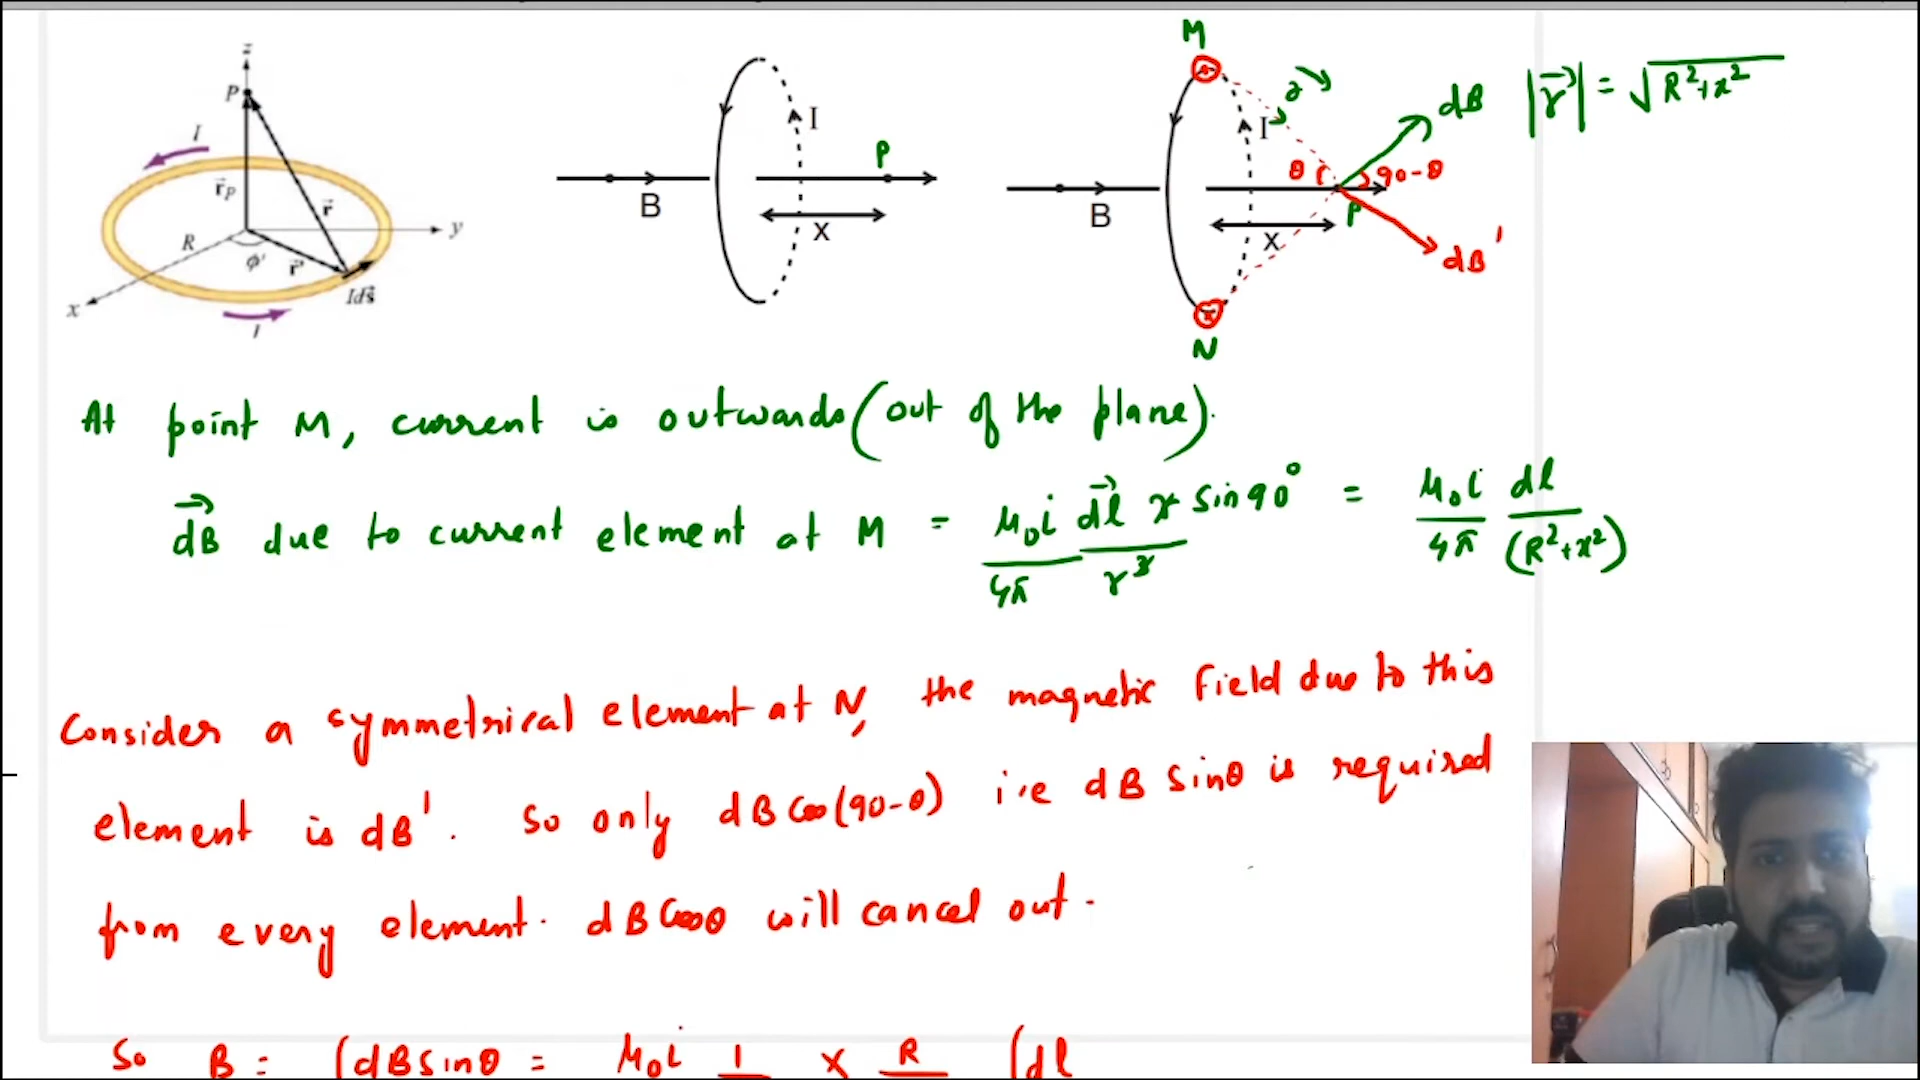 z
P
I
r⃗P
r⃗
y
R
φ'
r⃗'
x
Ids⃗
I
I
P
B
X
M
r→
dB
|r⃗| = √R²+x²
I
θ
90-θ
B
X
P
dB'
N
At point M, current is outwards (out of the plane).
dB⃗ due to current element at M = μ₀i/4π dl⃗ r sin90°/r³ = μ₀i/4π dl/(R²+x²)
Consider a symmetrical element at N, the magnetic field due to this
element is dB'. So only dB Cos(90-θ) i.e dB sinθ is required
from every element. dB Cosθ will cancel out.
So B = ∫dB sinθ = μ₀i 1 x R ∫dl